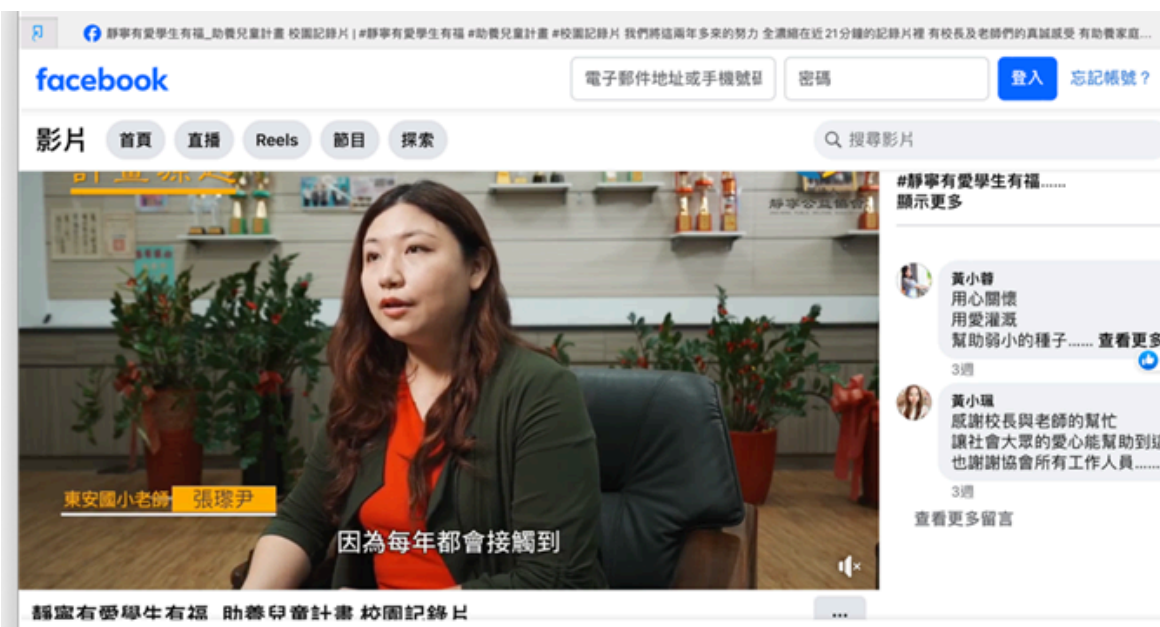 靜寧有愛學生有福_助養兒童計畫 校園記錄片 | #靜寧有愛學生有福 #助養兒童計畫 #校園記錄片 我們將這兩年多來的努力 全濃縮在近21分鐘的記錄片裡 有校長及老師們的真誠感受 有助養家庭...
facebook
電子郵件地址或手機號碼
密碼
登入
忘記帳號？
影片
首頁
直播
Reels
節目
探索
搜尋影片
靜寧公益協會
東安國小老師
張瓈尹
因為每年都會接觸到
#靜寧有愛學生有福……
顯示更多
黃小蓉
用心關懷
用愛灌溉
幫助弱小的種子…… 查看更多
3週
黃小珮
感謝校長與老師的幫忙
讓社會大眾的愛心能幫助到這
也謝謝協會所有工作人員……
3週
查看更多留言
靜寧有愛學生有福_助養兒童計畫 校園記錄片